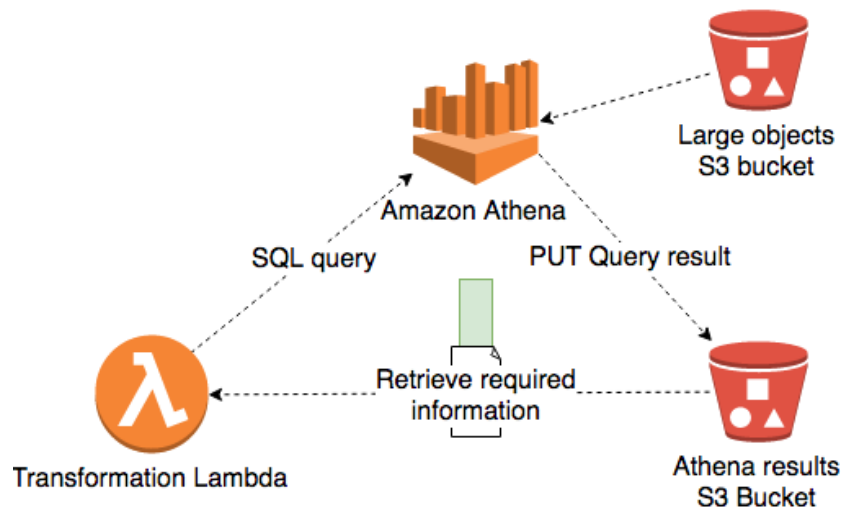 Large objects
S3 bucket
Amazon Athena
SQL query
PUT Query result
Retrieve required
information
Transformation Lambda
Athena results
S3 Bucket